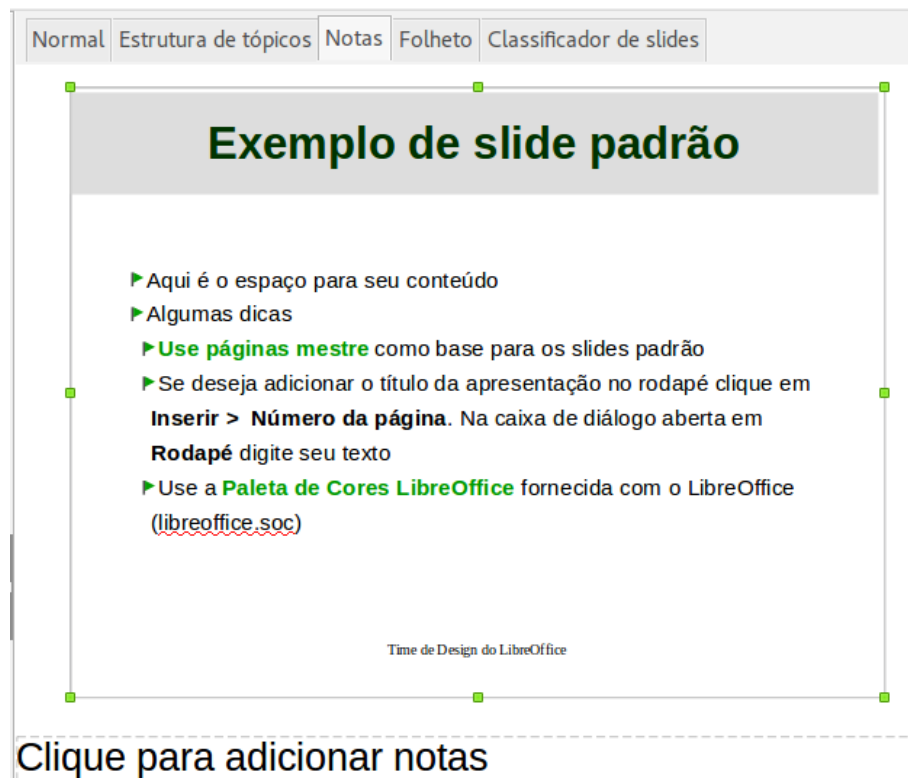 Normal Estrutura de tópicos Notas Folheto Classificador de slides
Exemplo de slide padrão
Aqui é o espaço para seu conteúdo
Algumas dicas
Use páginas mestre como base para os slides padrão
Se deseja adicionar o título da apresentação no rodapé clique em
Inserir > Número da página. Na caixa de diálogo aberta em
Rodapé digite seu texto
Use a Paleta de Cores LibreOffice fornecida com o LibreOffice
(libreoffice.soc)
Time de Design do LibreOffice
Clique para adicionar notas